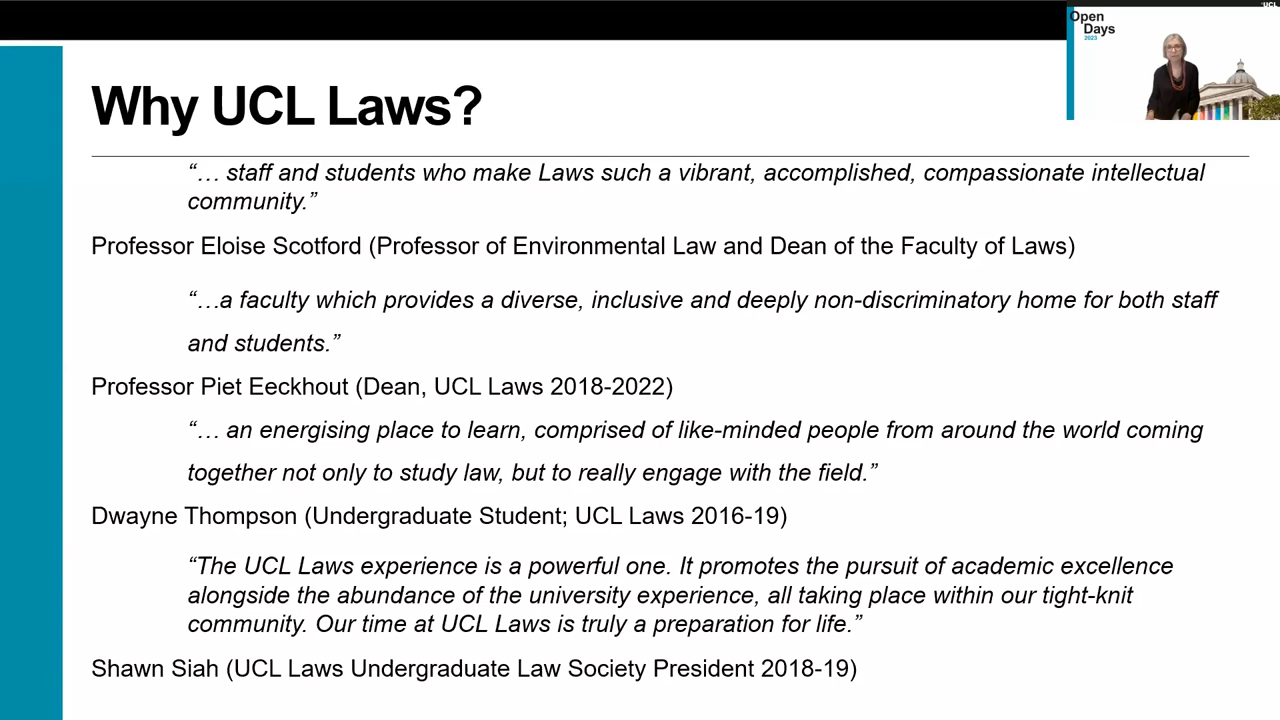 UCL
Open
Days
2023
Why UCL Laws?
“… staff and students who make Laws such a vibrant, accomplished, compassionate intellectual
community.”
Professor Eloise Scotford (Professor of Environmental Law and Dean of the Faculty of Laws)
“…a faculty which provides a diverse, inclusive and deeply non-discriminatory home for both staff
and students.”
Professor Piet Eeckhout (Dean, UCL Laws 2018-2022)
“… an energising place to learn, comprised of like-minded people from around the world coming
together not only to study law, but to really engage with the field.”
Dwayne Thompson (Undergraduate Student; UCL Laws 2016-19)
“The UCL Laws experience is a powerful one. It promotes the pursuit of academic excellence
alongside the abundance of the university experience, all taking place within our tight-knit
community. Our time at UCL Laws is truly a preparation for life.”
Shawn Siah (UCL Laws Undergraduate Law Society President 2018-19)